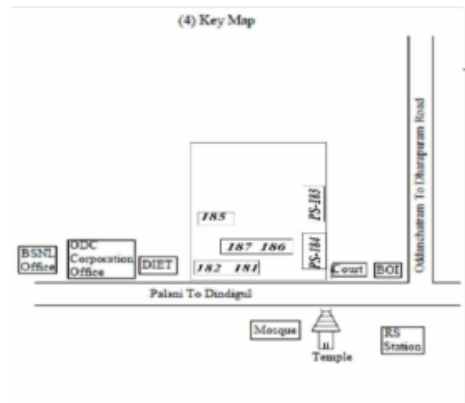 (4) Key Map
Oddanchatram To Dharapuram Road
PS-183
185
PS-184
187 186
BSNL
Office
ODC
Corporation
Office
DIET
182 181
Court
BOI
Palani To Dindigul
Mosque
Temple
RS
Station